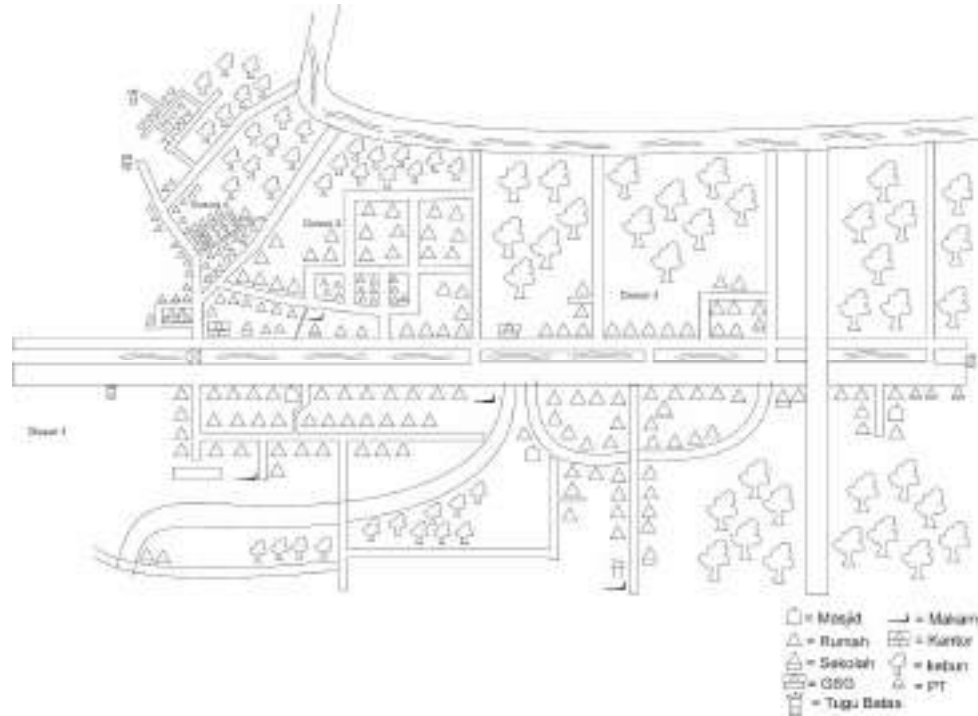 Dusun 3
Dusun 2
Dusun 1
= Masjid
= Makam
= Rumah
= Kantor
= Sekolah
= kebun
= GSG
= PT
= Tugu Batas